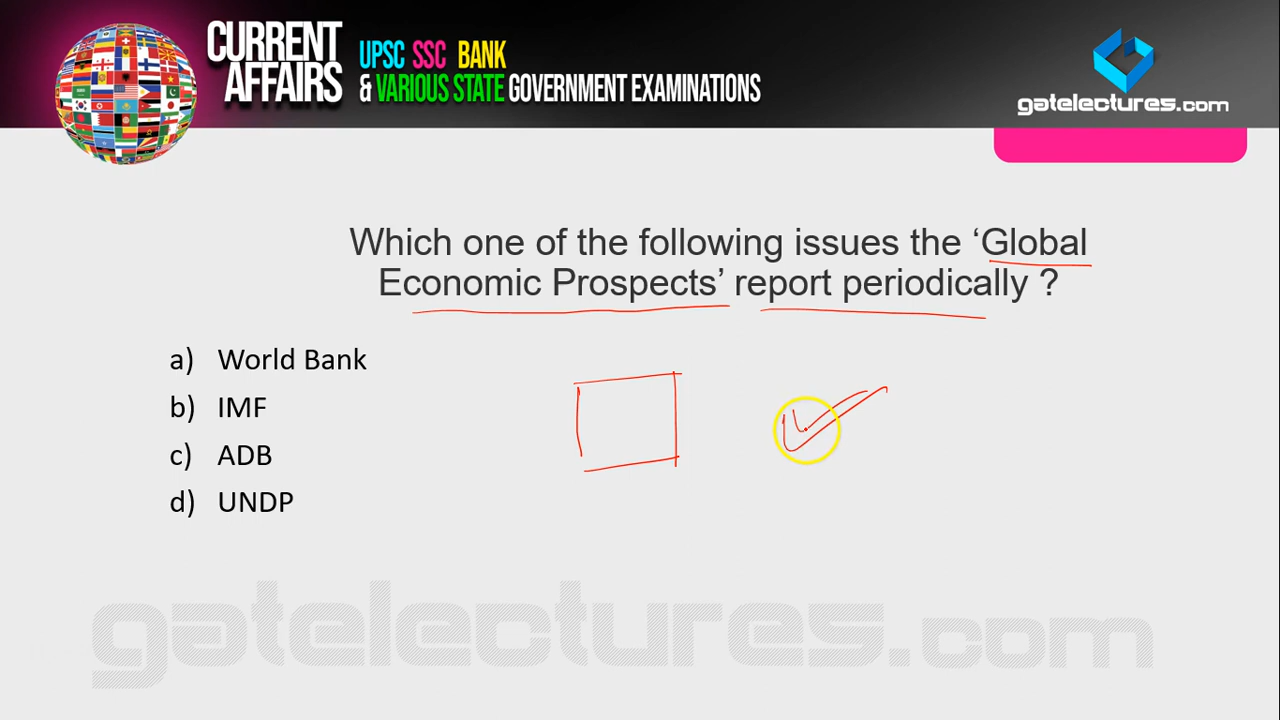 CURRENT
AFFAIRS
UPSC SSC BANK
& VARIOUS STATE GOVERNMENT EXAMINATIONS
gatelectures.com
Which one of the following issues the ‘Global
Economic Prospects’ report periodically ?
a) World Bank
b) IMF
c) ADB
d) UNDP
gatelectures.com